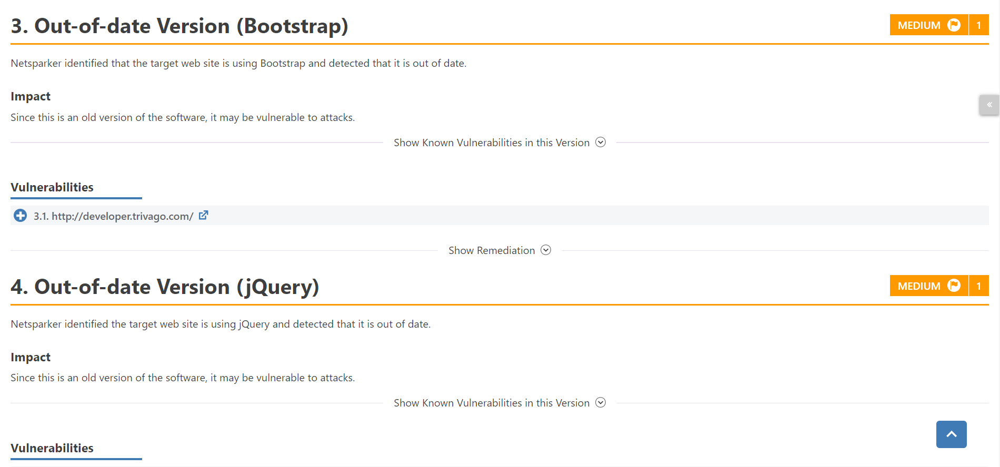 3. Out-of-date Version (Bootstrap)
MEDIUM 1
Netsparker identified that the target web site is using Bootstrap and detected that it is out of date.
Impact
Since this is an old version of the software, it may be vulnerable to attacks.
Show Known Vulnerabilities in this Version
Vulnerabilities
3.1. http://developer.trivago.com/
Show Remediation
4. Out-of-date Version (jQuery)
MEDIUM 1
Netsparker identified the target web site is using jQuery and detected that it is out of date.
Impact
Since this is an old version of the software, it may be vulnerable to attacks.
Show Known Vulnerabilities in this Version
Vulnerabilities